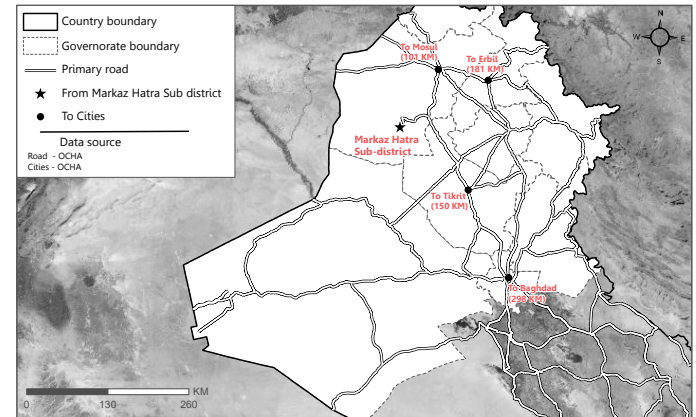 Country boundary
Governorate boundary
Primary road
From Markaz Hatra Sub district
To Cities
Data source
Road - OCHA
Cities - OCHA
N
W
E
S
To Mosul
(101 KM)
To Erbil
(181 KM)
Markaz Hatra
Sub-district
To Tikrit
(150 KM)
To Baghdad
(298 KM)
KM
0
130
260